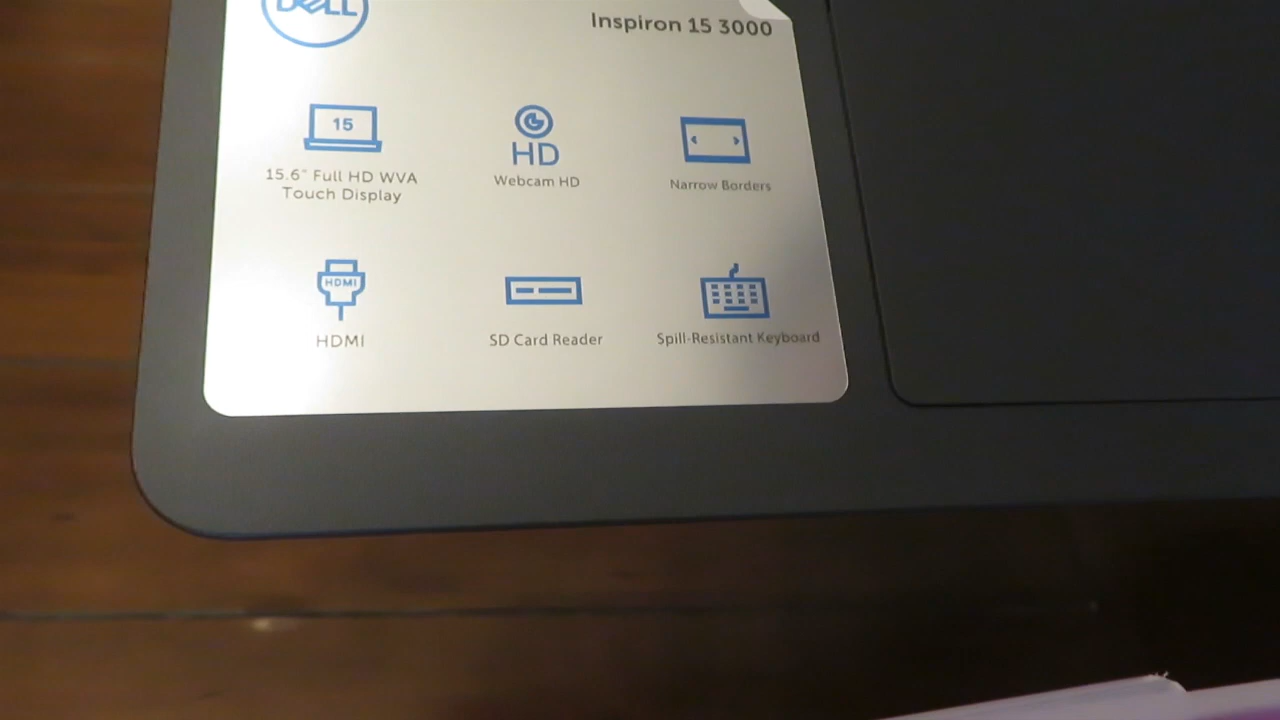 DELL
Inspiron 15 3000
15
HD
15.6" Full HD WVA
Touch Display
Webcam HD
Narrow Borders
HDMI
HDMI
SD Card Reader
Spill-Resistant Keyboard